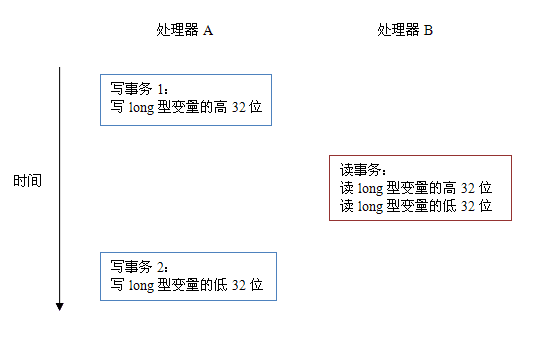 处理器 A
处理器 B
写事务 1：
写 long 型变量的高 32 位
读事务：
读 long 型变量的高 32 位
读 long 型变量的低 32 位
时间
写事务 2：
写 long 型变量的低 32 位